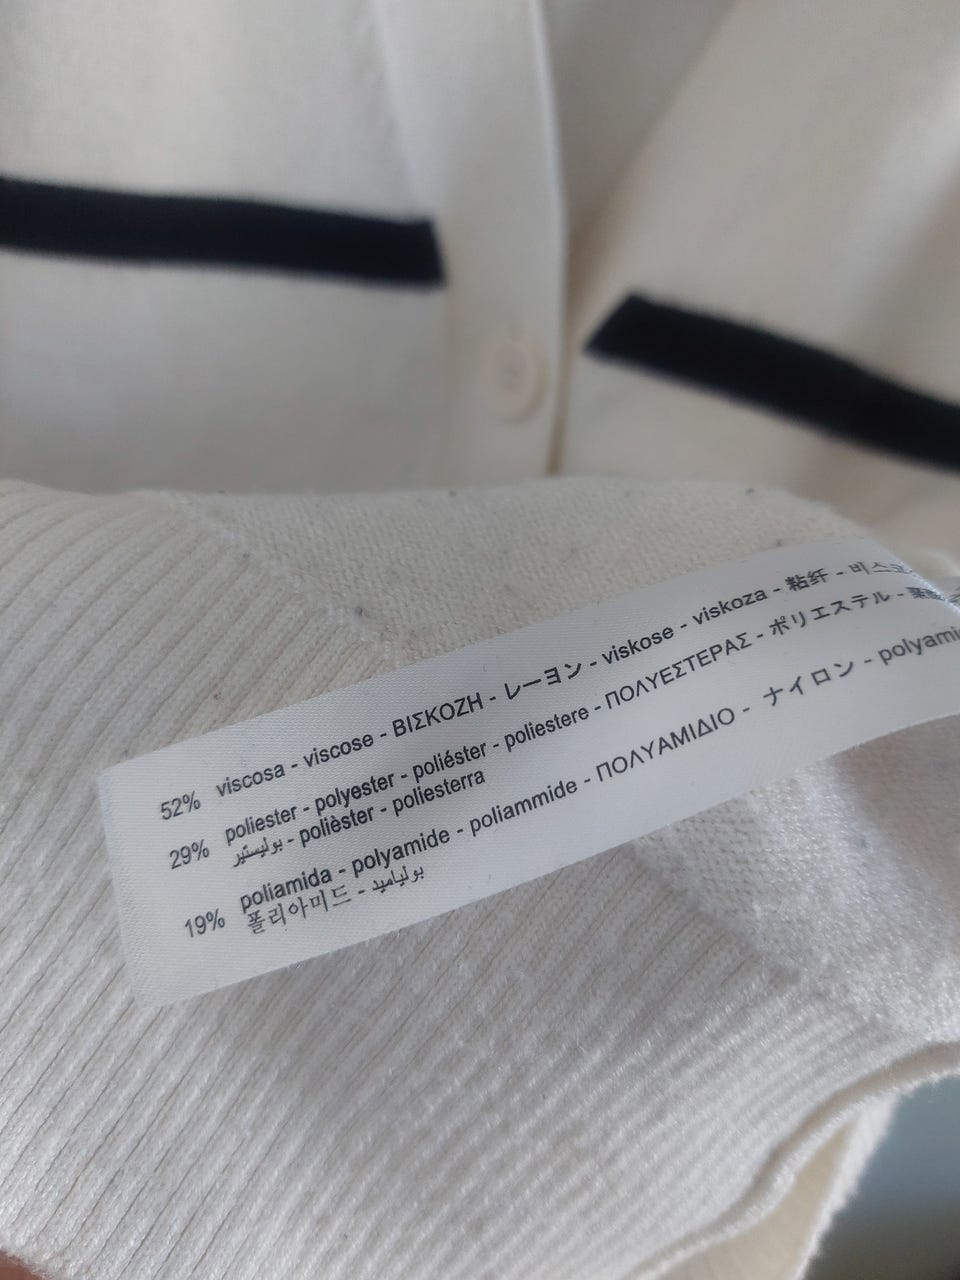 52% viscosa - viscose - ΒΙΣΚΟΖΗ - レーヨン - viskose - viskoza - 粘纤 -
29% poliester - polyester - poliéster - poliestere - ΠΟΛΥΕΣΤΕΡΑΣ - ポリエステル -
بوليستير - polièster - poliesterra
19% poliamida - polyamide - poliammide - ΠΟΛΥΑΜΙΔΙΟ - ナイロン -
폴리아미드 - بولياميد